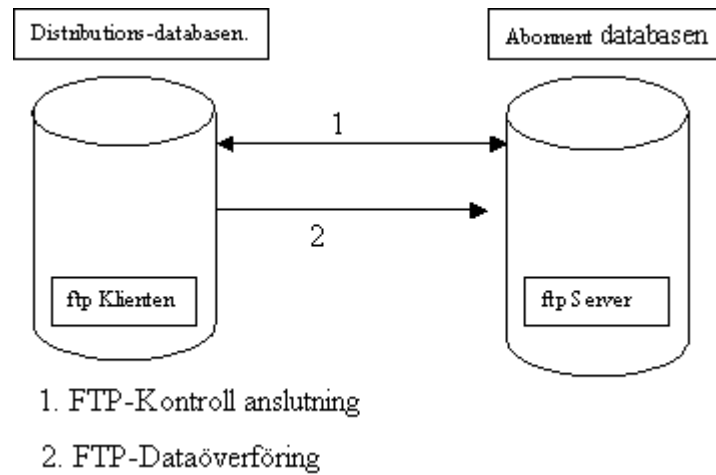 Distributions-databasen.
Abonnent databasen
1
2
ftp Klienten
ftp Server
1. FTP-Kontroll anslutning
2. FTP-Dataöverföring